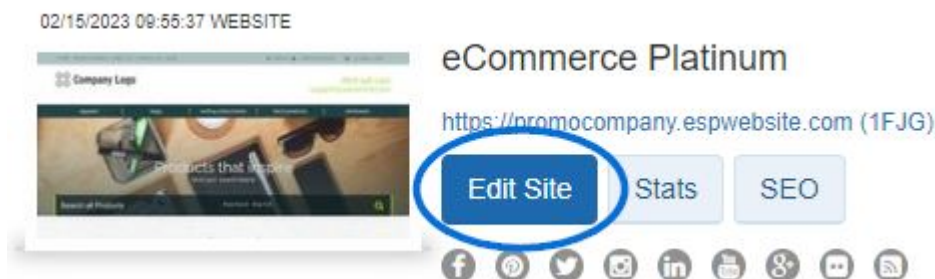 02/15/2023 09:55:37 WEBSITE
Company Logo
Products that inspire
Search all Products
eCommerce Platinum
https://promocompany.espwebsite.com (1FJG)
Edit Site
Stats
SEO